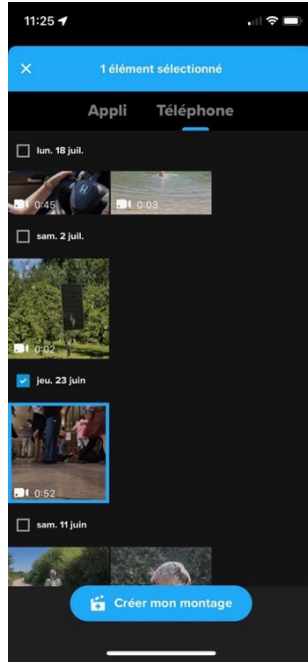 11:25
1 élément sélectionné
Appli Téléphone
lun. 18 juil.
0:45 0:03
sam. 2 juil.
0:02
jeu. 23 juin
0:52
sam. 11 juin
Créer mon montage